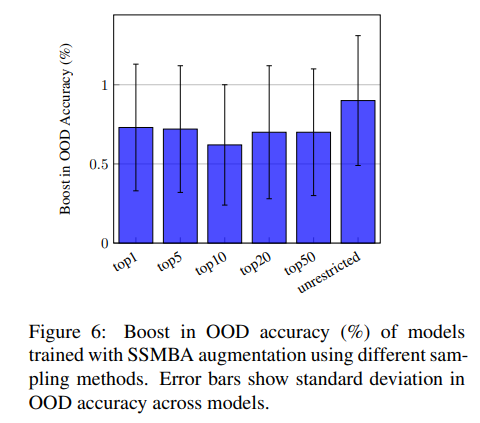 Boost in OOD Accuracy (%)
1
0.5
0
top1
top5
top10
top20
top50
unrestricted
Figure 6: Boost in OOD accuracy (%) of models
trained with SSMBA augmentation using different sam-
pling methods. Error bars show standard deviation in
OOD accuracy across models.